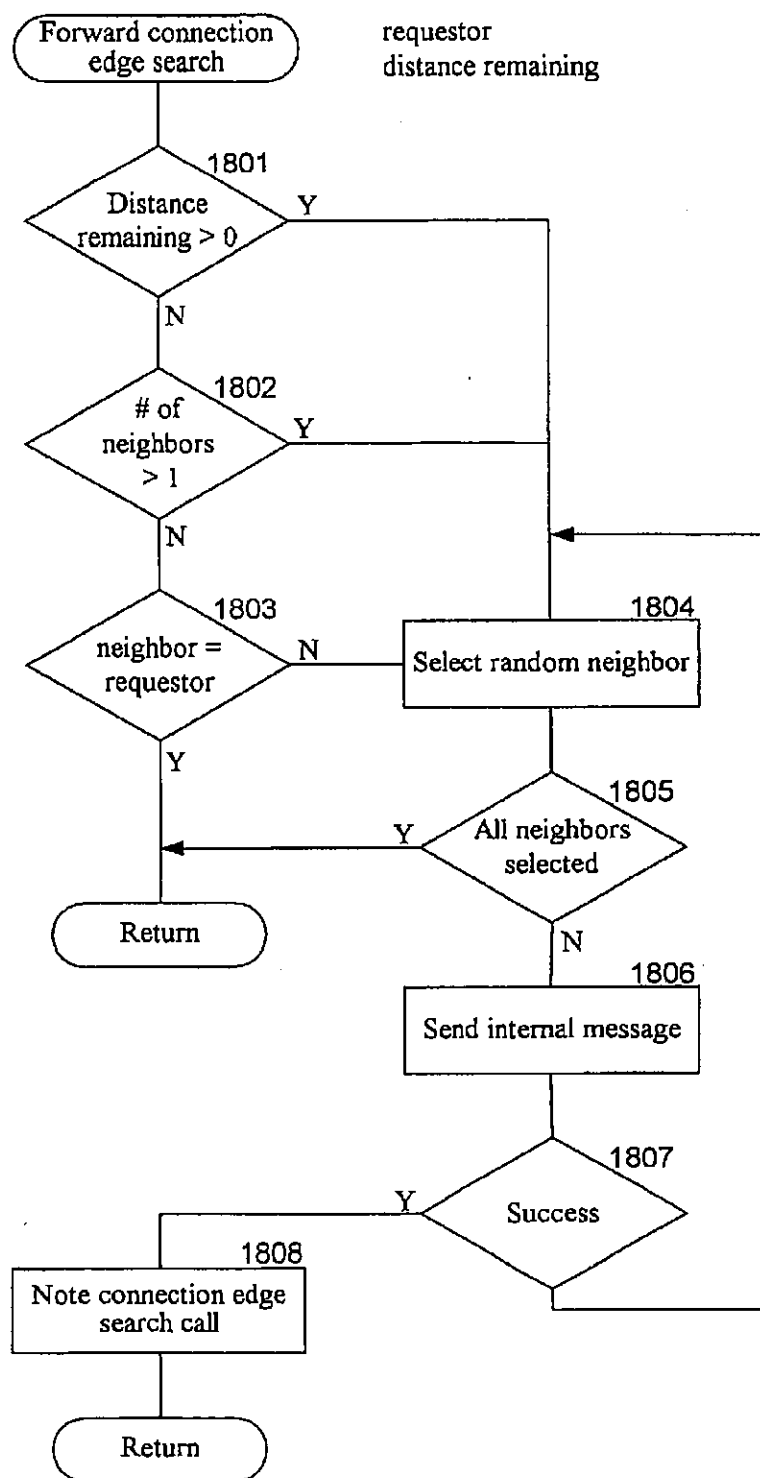 Forward connection
edge search
requestor
distance remaining
1801
Distance
remaining > 0
Y
N
1802
# of
neighbors
> 1
Y
N
1803
neighbor =
requestor
N
Y
1804
Select random neighbor
1805
All neighbors
selected
Y
N
Return
1806
Send internal message
1807
Success
Y
1808
Note connection edge
search call
Return